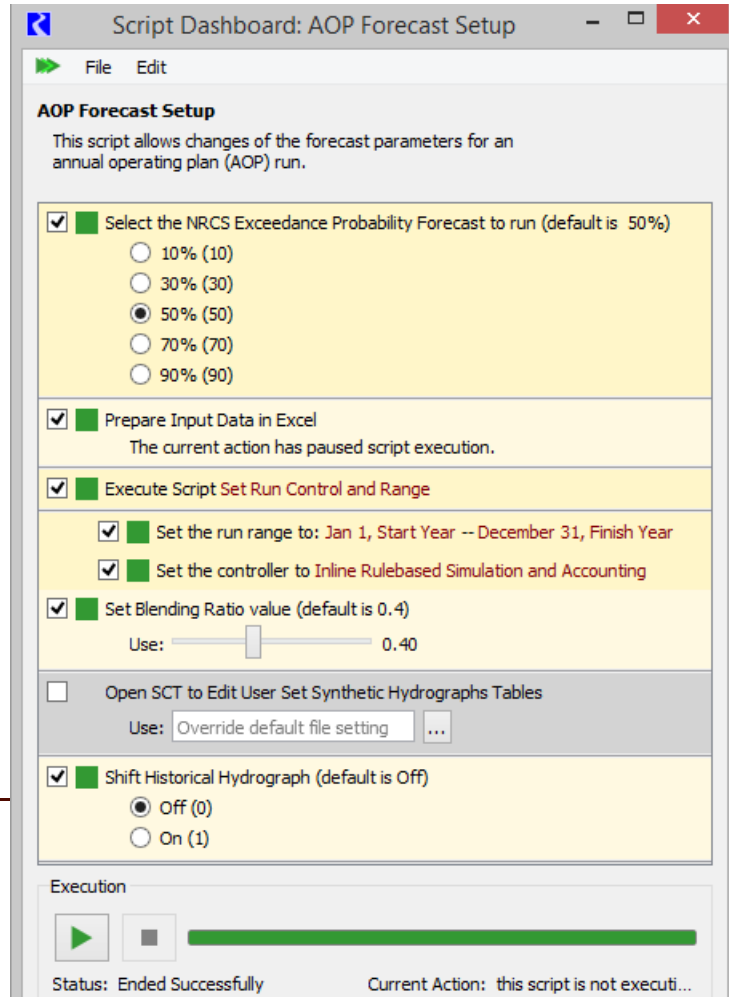 Script Dashboard: AOP Forecast Setup
File Edit
AOP Forecast Setup
This script allows changes of the forecast parameters for an
annual operating plan (AOP) run.
Select the NRCS Exceedance Probability Forecast to run (default is 50%)
10% (10)
30% (30)
50% (50)
70% (70)
90% (90)
Prepare Input Data in Excel
The current action has paused script execution.
Execute Script Set Run Control and Range
Set the run range to: Jan 1, Start Year -- December 31, Finish Year
Set the controller to Inline Rulebased Simulation and Accounting
Set Blending Ratio value (default is 0.4)
Use: 0.40
Open SCT to Edit User Set Synthetic Hydrographs Tables
Use: Override default file setting ...
Shift Historical Hydrograph (default is Off)
Off (0)
On (1)
Execution
Status: Ended Successfully Current Action: this script is not executi...